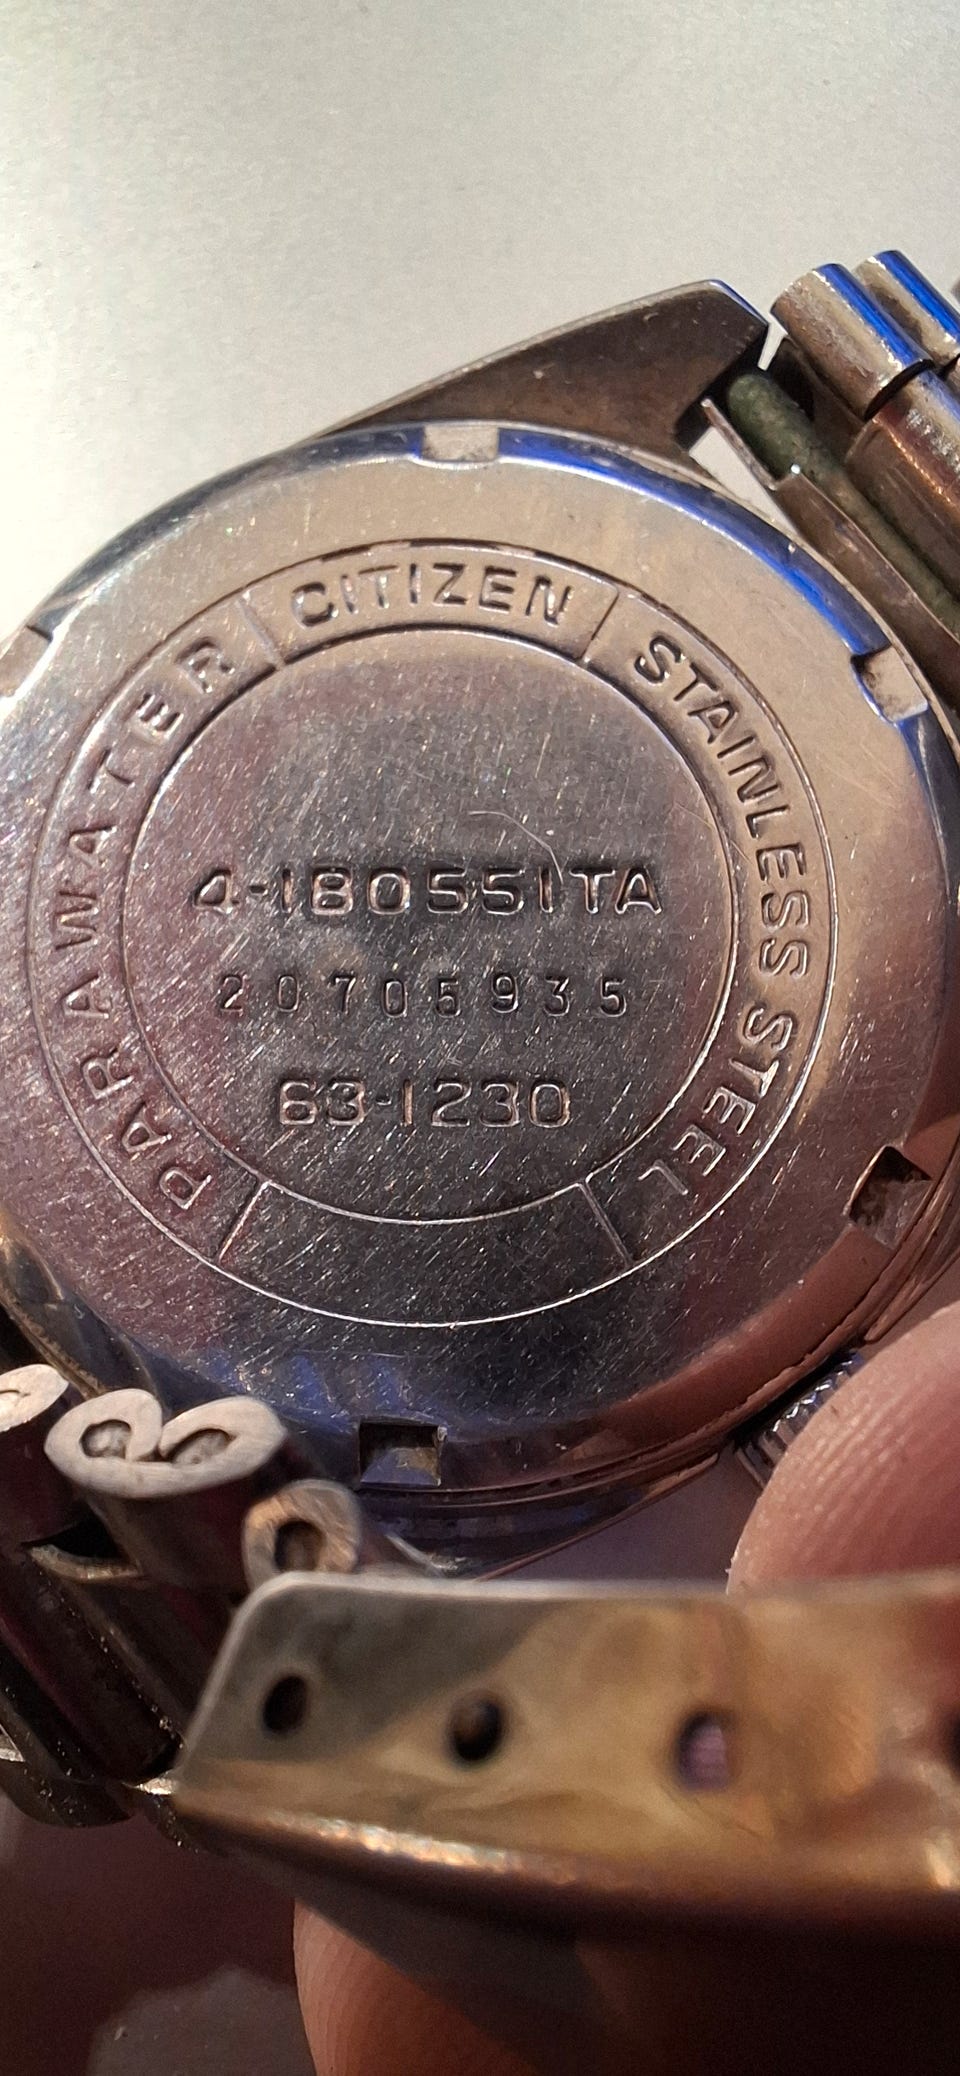 CITIZEN
STAINLESS STEEL
PARAWATER
4-180551TA
20705935
63-1230